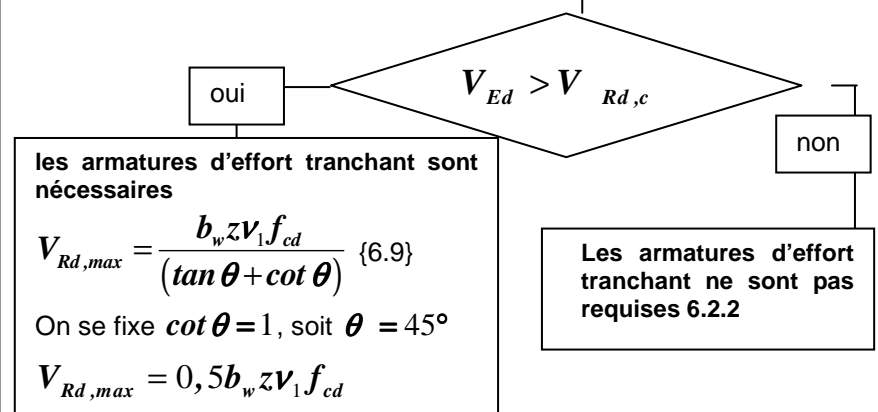 V_Ed > V_Rd,c
oui
non
les armatures d'effort tranchant sont
nécessaires
V_Rd,max = b_w z ν_1 f_cd / (tan θ + cot θ) {6.9}
On se fixe cot θ = 1, soit θ = 45°
V_Rd,max = 0,5 b_w z ν_1 f_cd
Les armatures d'effort
tranchant ne sont pas
requises 6.2.2